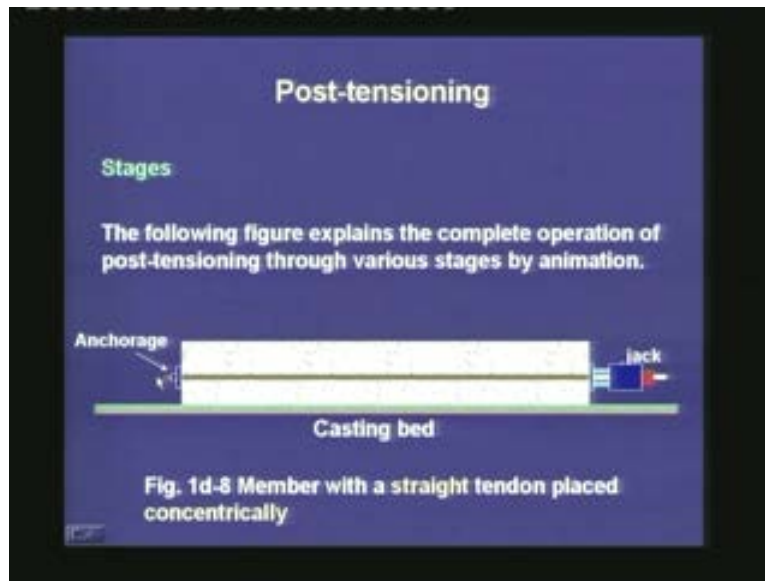 Post-tensioning
Stages
The following figure explains the complete operation of
post-tensioning through various stages by animation.
Anchorage
jack
Casting bed
Fig. 1d-8 Member with a straight tendon placed
concentrically